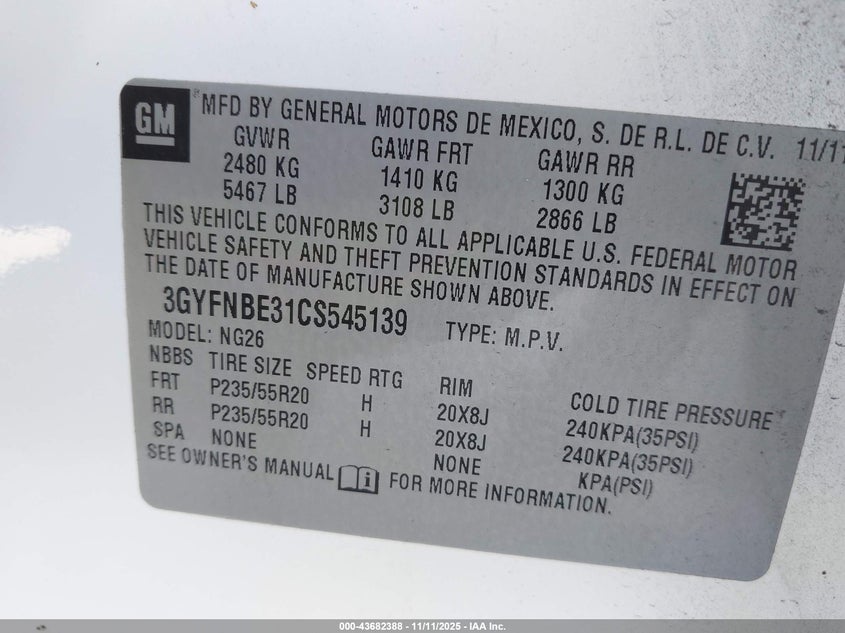 GM
MFD BY GENERAL MOTORS DE MEXICO, S. DE R.L. DE C.V. 11/11
GVWR GAWR FRT GAWR RR
2480 KG 1410 KG 1300 KG
5467 LB 3108 LB 2866 LB
THIS VEHICLE CONFORMS TO ALL APPLICABLE U.S. FEDERAL MOTOR
VEHICLE SAFETY AND THEFT PREVENTION STANDARDS IN EFFECT ON
THE DATE OF MANUFACTURE SHOWN ABOVE.
3GYFNBE31CS545139 TYPE: M.P.V.
MODEL: NG26
NBBS TIRE SIZE SPEED RTG RIM COLD TIRE PRESSURE
FRT P235/55R20 H 20X8J 240KPA(35PSI)
RR P235/55R20 H 20X8J 240KPA(35PSI)
SPA NONE NONE KPA(PSI)
SEE OWNER'S MANUAL FOR MORE INFORMATION.
000-43682388 - 11/11/2025 - IAA Inc.